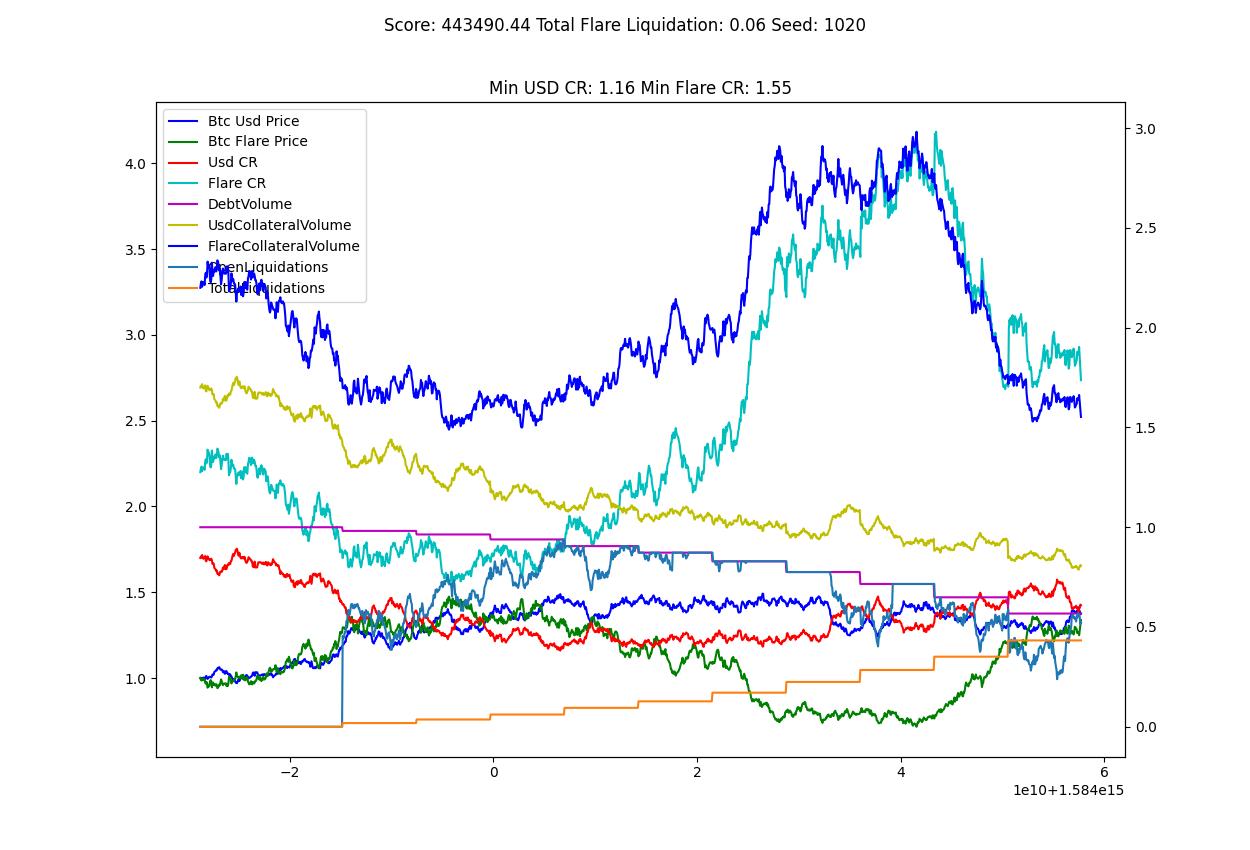 Score: 443490.44 Total Flare Liquidation: 0.06 Seed: 1020
Min USD CR: 1.16 Min Flare CR: 1.55
Btc Usd Price
Btc Flare Price
Usd CR
Flare CR
DebtVolume
UsdCollateralVolume
FlareCollateralVolume
OpenLiquidations
TotalLiquidations
4.0
3.5
3.0
2.5
2.0
1.5
1.0
3.0
2.5
2.0
1.5
1.0
0.5
0.0
−2
0
2
4
6
1e10+1.584e15